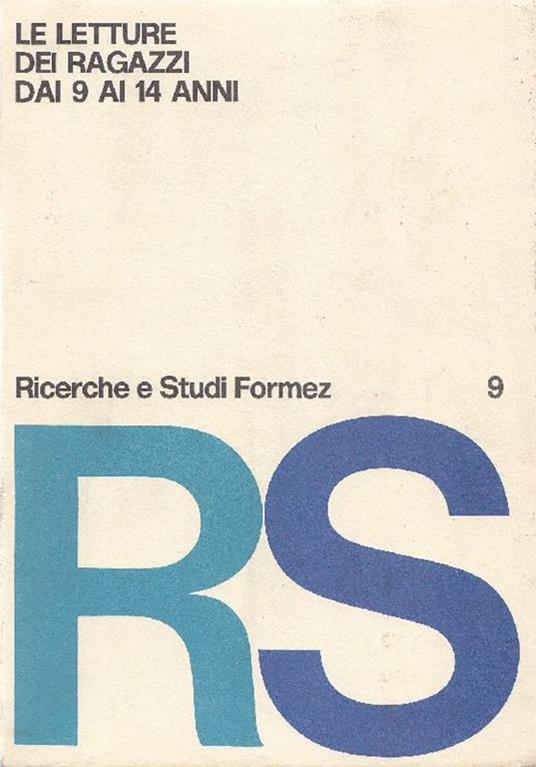 LE LETTURE
DEI RAGAZZI
DAI 9 AI 14 ANNI
Ricerche e Studi Formez 9
RS